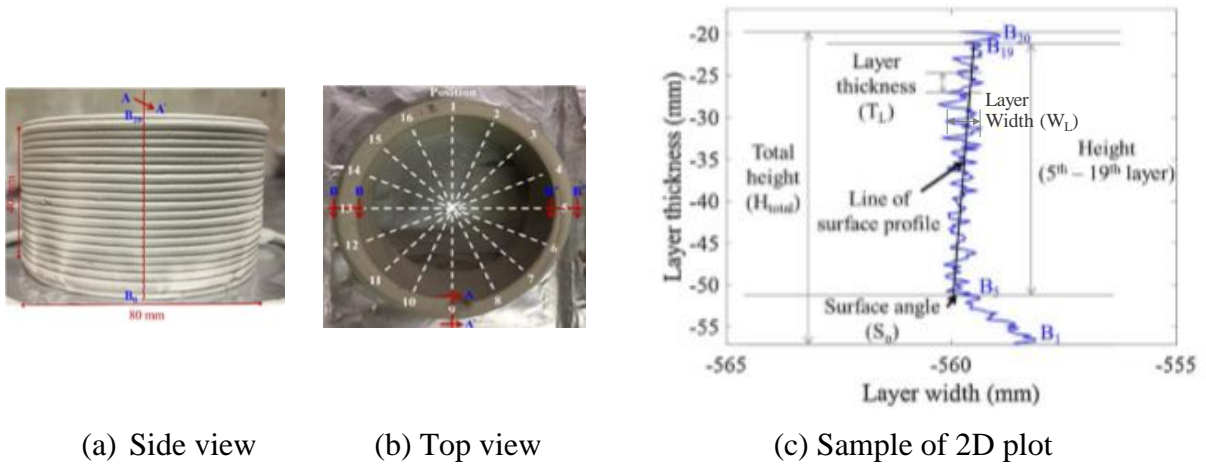 A
A'
B20
40 mm
B0
80 mm
(a) Side view
Position
1
2
3
5
7
8
9
10
11
12
13
14
15
16
B
B
B'
B'
A
A'
(b) Top view
Layer thickness (mm)
-20
-25
-30
-35
-40
-45
-50
-55
B20
B19
Layer
thickness
(TL)
Layer
Width (WL)
Total
height
(Htotal)
Height
(5th – 19th layer)
Line of
surface profile
B5
Surface angle
(Sθ)
B1
-565
-560
-555
Layer width (mm)
(c) Sample of 2D plot